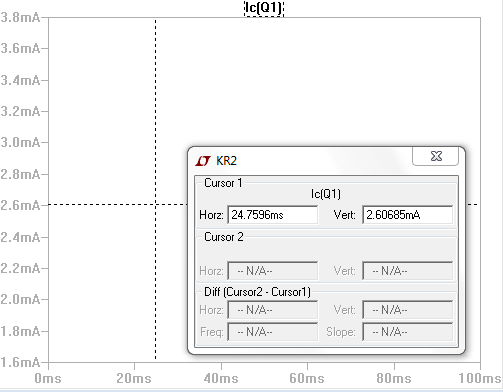 Ic(Q1)
3.8mA
3.6mA
3.4mA
3.2mA
3.0mA
2.8mA
2.6mA
2.4mA
2.2mA
2.0mA
1.8mA
1.6mA
0ms 20ms 40ms 60ms 80ms 100ms
KR2
Cursor 1
Ic(Q1)
Horz: 24.7596ms Vert: 2.60685mA
Cursor 2
Horz: -- N/A-- Vert: -- N/A--
Diff (Cursor2 - Cursor1)
Horz: -- N/A-- Vert: -- N/A--
Freq: -- N/A-- Slope: -- N/A--